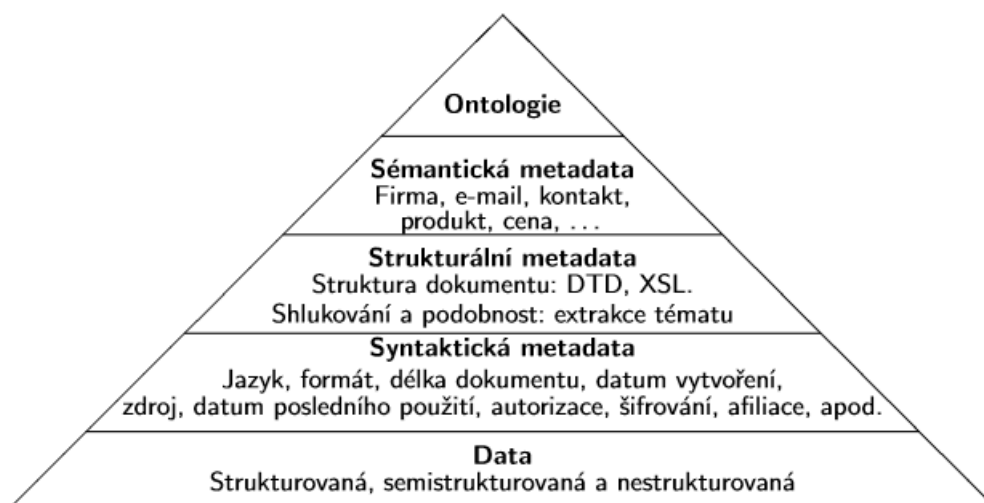 Ontologie
Sémantická metadata
Firma, e-mail, kontakt,
produkt, cena, ...
Strukturální metadata
Struktura dokumentu: DTD, XSL.
Shlukování a podobnost: extrakce tématu
Syntaktická metadata
Jazyk, formát, délka dokumentu, datum vytvoření,
zdroj, datum posledního použití, autorizace, šifrování, afiliace, apod.
Data
Strukturovaná, semistrukturovaná a nestrukturovaná